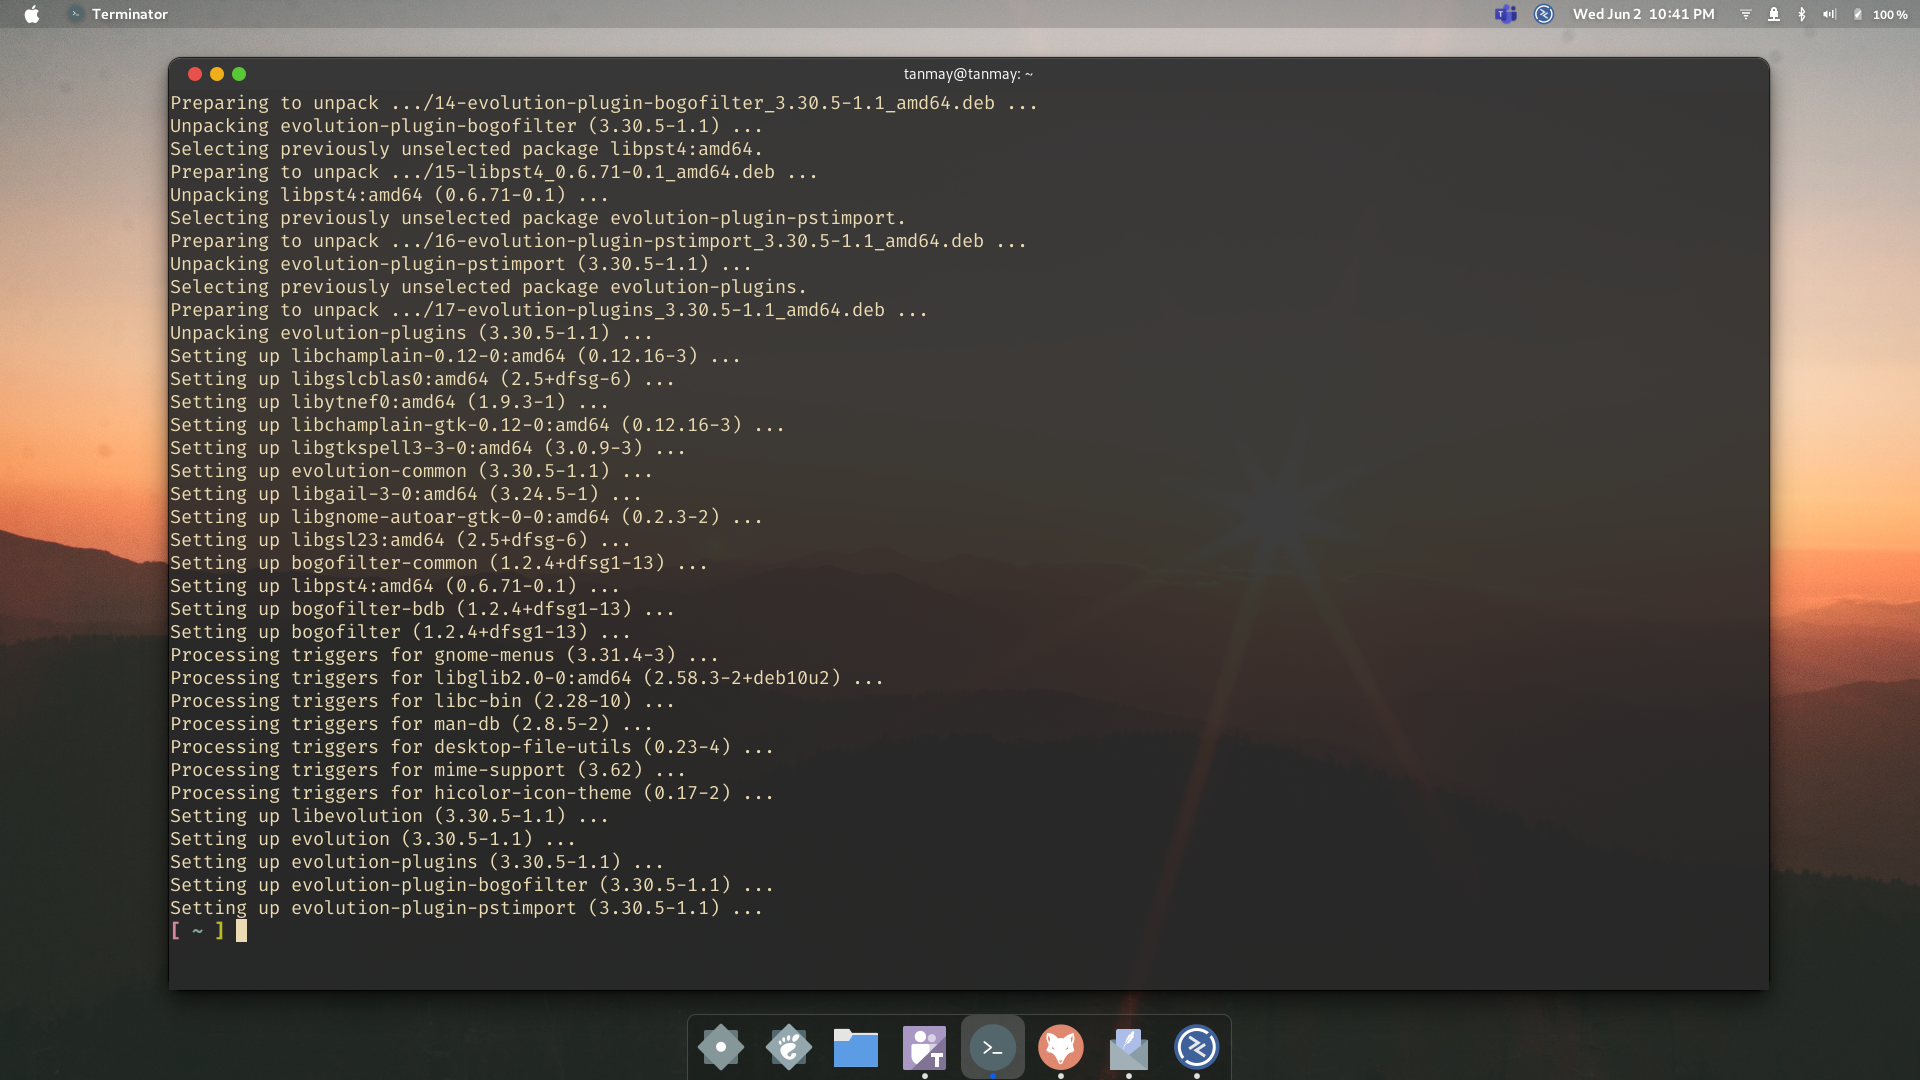 Terminator
Wed Jun 2 10:41 PM
100 %
tanmay@tanmay: ~
Preparing to unpack .../14-evolution-plugin-bogofilter_3.30.5-1.1_amd64.deb ...
Unpacking evolution-plugin-bogofilter (3.30.5-1.1) ...
Selecting previously unselected package libpst4:amd64.
Preparing to unpack .../15-libpst4_0.6.71-0.1_amd64.deb ...
Unpacking libpst4:amd64 (0.6.71-0.1) ...
Selecting previously unselected package evolution-plugin-pstimport.
Preparing to unpack .../16-evolution-plugin-pstimport_3.30.5-1.1_amd64.deb ...
Unpacking evolution-plugin-pstimport (3.30.5-1.1) ...
Selecting previously unselected package evolution-plugins.
Preparing to unpack .../17-evolution-plugins_3.30.5-1.1_amd64.deb ...
Unpacking evolution-plugins (3.30.5-1.1) ...
Setting up libchamplain-0.12-0:amd64 (0.12.16-3) ...
Setting up libgslcblas0:amd64 (2.5+dfsg-6) ...
Setting up libytnef0:amd64 (1.9.3-1) ...
Setting up libchamplain-gtk-0.12-0:amd64 (0.12.16-3) ...
Setting up libgtkspell3-3-0:amd64 (3.0.9-3) ...
Setting up evolution-common (3.30.5-1.1) ...
Setting up libgail-3-0:amd64 (3.24.5-1) ...
Setting up libgnome-autoar-gtk-0-0:amd64 (0.2.3-2) ...
Setting up libgsl23:amd64 (2.5+dfsg-6) ...
Setting up bogofilter-common (1.2.4+dfsg1-13) ...
Setting up libpst4:amd64 (0.6.71-0.1) ...
Setting up bogofilter-bdb (1.2.4+dfsg1-13) ...
Setting up bogofilter (1.2.4+dfsg1-13) ...
Processing triggers for gnome-menus (3.31.4-3) ...
Processing triggers for libglib2.0-0:amd64 (2.58.3-2+deb10u2) ...
Processing triggers for libc-bin (2.28-10) ...
Processing triggers for man-db (2.8.5-2) ...
Processing triggers for desktop-file-utils (0.23-4) ...
Processing triggers for mime-support (3.62) ...
Processing triggers for hicolor-icon-theme (0.17-2) ...
Setting up libevolution (3.30.5-1.1) ...
Setting up evolution (3.30.5-1.1) ...
Setting up evolution-plugins (3.30.5-1.1) ...
Setting up evolution-plugin-bogofilter (3.30.5-1.1) ...
Setting up evolution-plugin-pstimport (3.30.5-1.1) ...
[ ~ ]